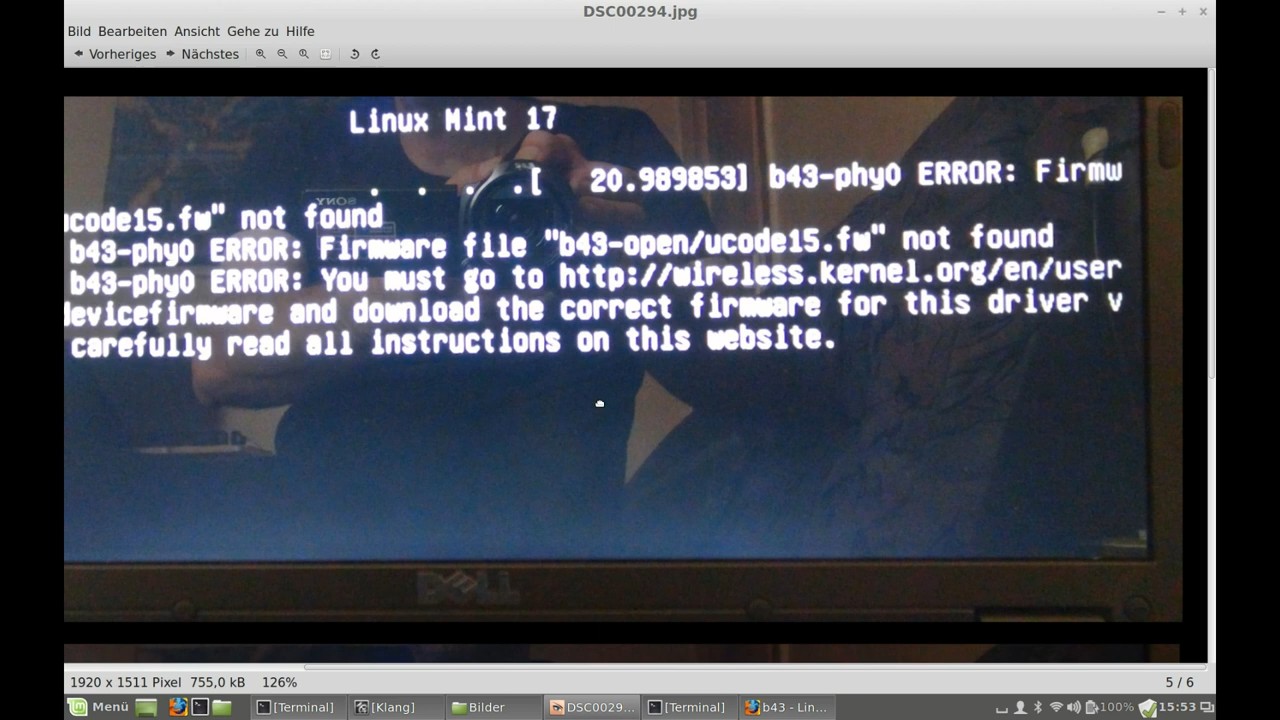 DSC00294.jpg
Bild Bearbeiten Ansicht Gehe zu Hilfe
Vorheriges Nächstes
Linux Mint 17
. . . .[ 20.989853] b43-phy0 ERROR: Firmw
ucode15.fw" not found
SONY
b43-phy0 ERROR: Firmware file "b43-open/ucode15.fw" not found
b43-phy0 ERROR: You must go to http://wireless.kernel.org/en/user
devicefirmware and download the correct firmware for this driver v
carefully read all instructions on this website.
DELL
1920 x 1511 Pixel 755,0 kB 126% 5 / 6
Menü [Terminal] [Klang] Bilder DSC0029... [Terminal] b43 - Lin... 100% 15:53